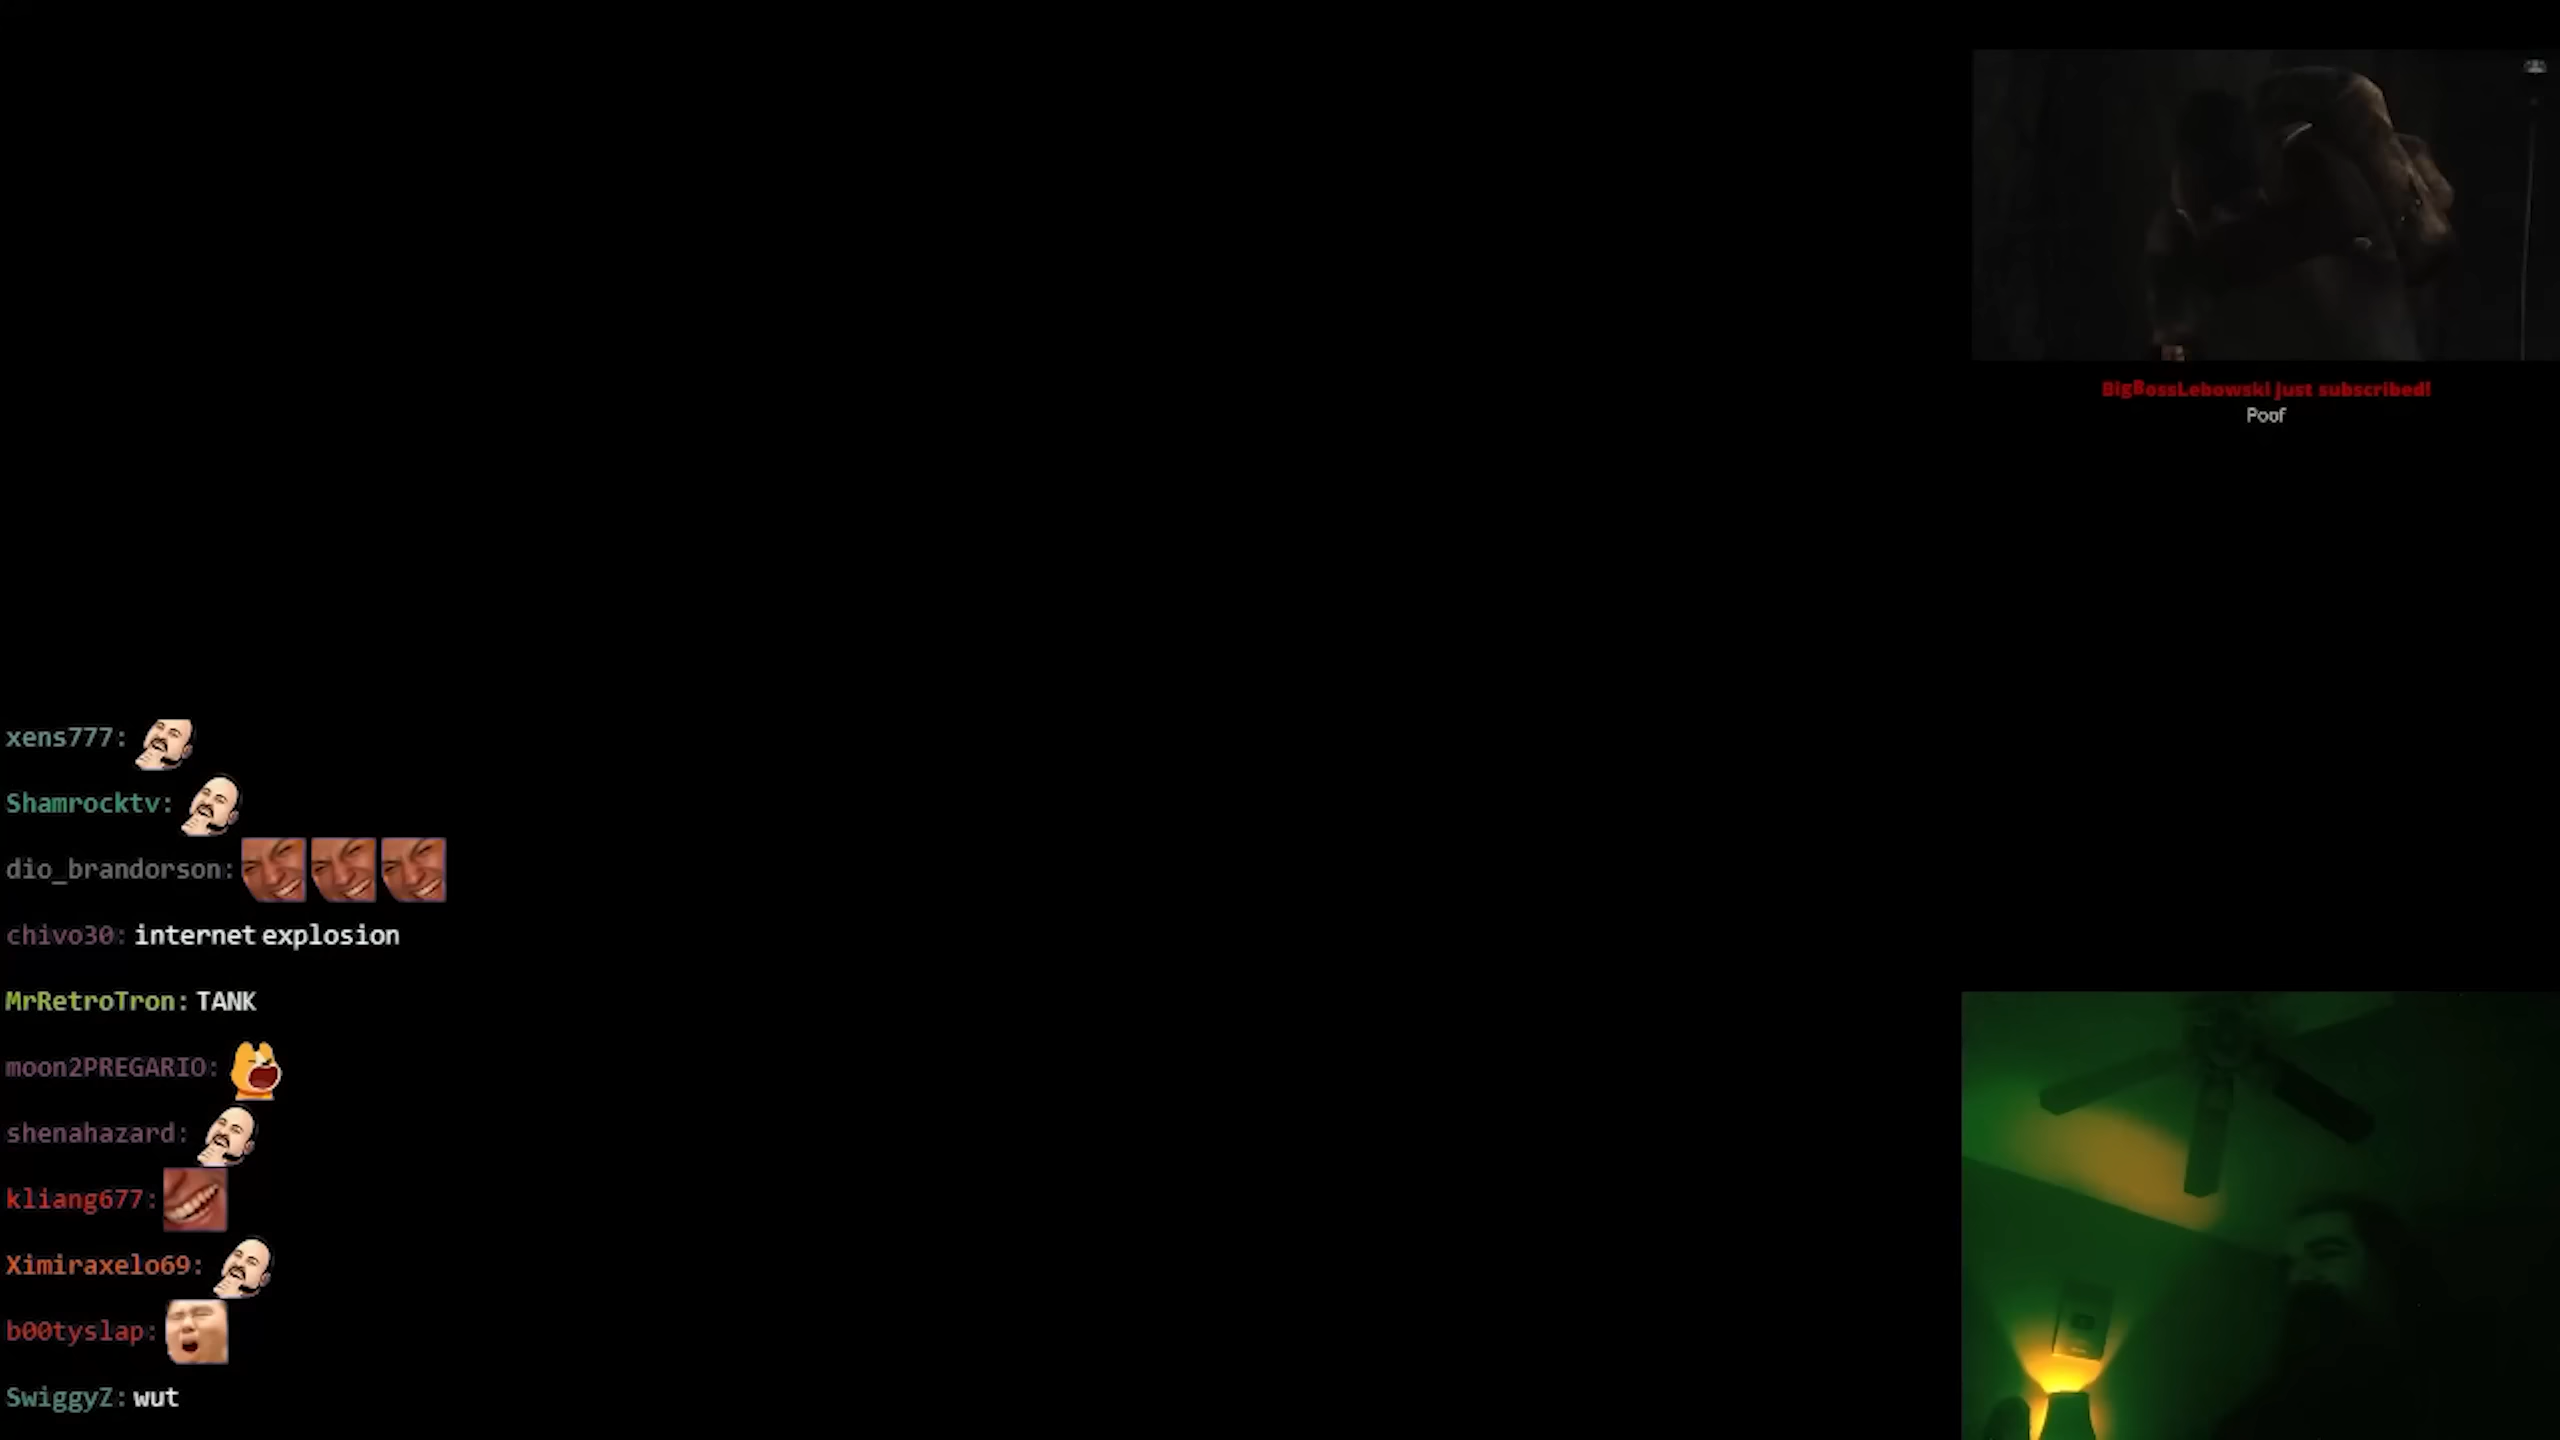 BigBossLebowski just subscribed!
Poof
xens777:
Shamrocktv:
dio_brandorson:
chivo30: internet explosion
MrRetroTron: TANK
moon2PREGARIO:
shenahazard:
kliang677:
Ximiraxelo69:
b00tyslap:
SwiggyZ: wut